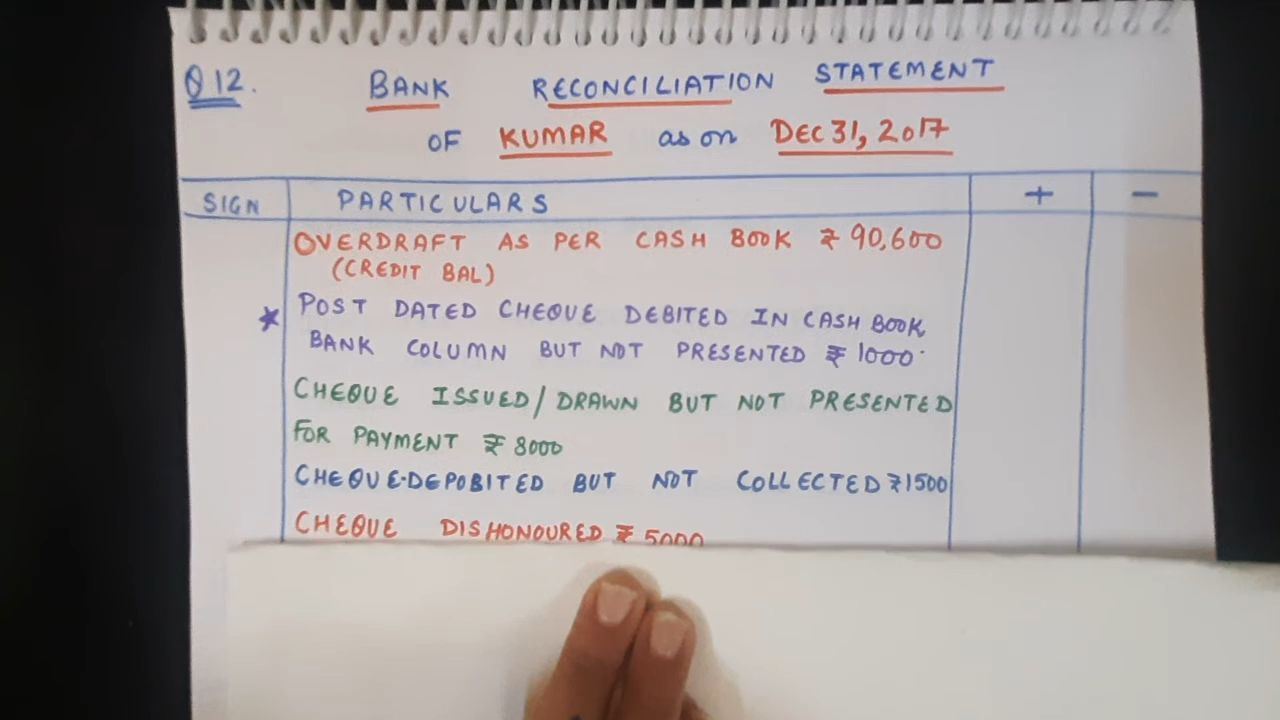 Q12. BANK RECONCILIATION STATEMENT
OF KUMAR as on DEC 31, 2017
SIGN PARTICULARS + -
OVERDRAFT AS PER CASH BOOK ₹ 90,600
(CREDIT BAL)
★ POST DATED CHEQUE DEBITED IN CASH BOOK
BANK COLUMN BUT NOT PRESENTED ₹ 1000
CHEQUE ISSUED/DRAWN BUT NOT PRESENTED
FOR PAYMENT ₹ 8000
CHEQUE-DEPOBITED BUT NOT COLLECTED ₹1500
CHEQUE DISHONOURED ₹ 5000